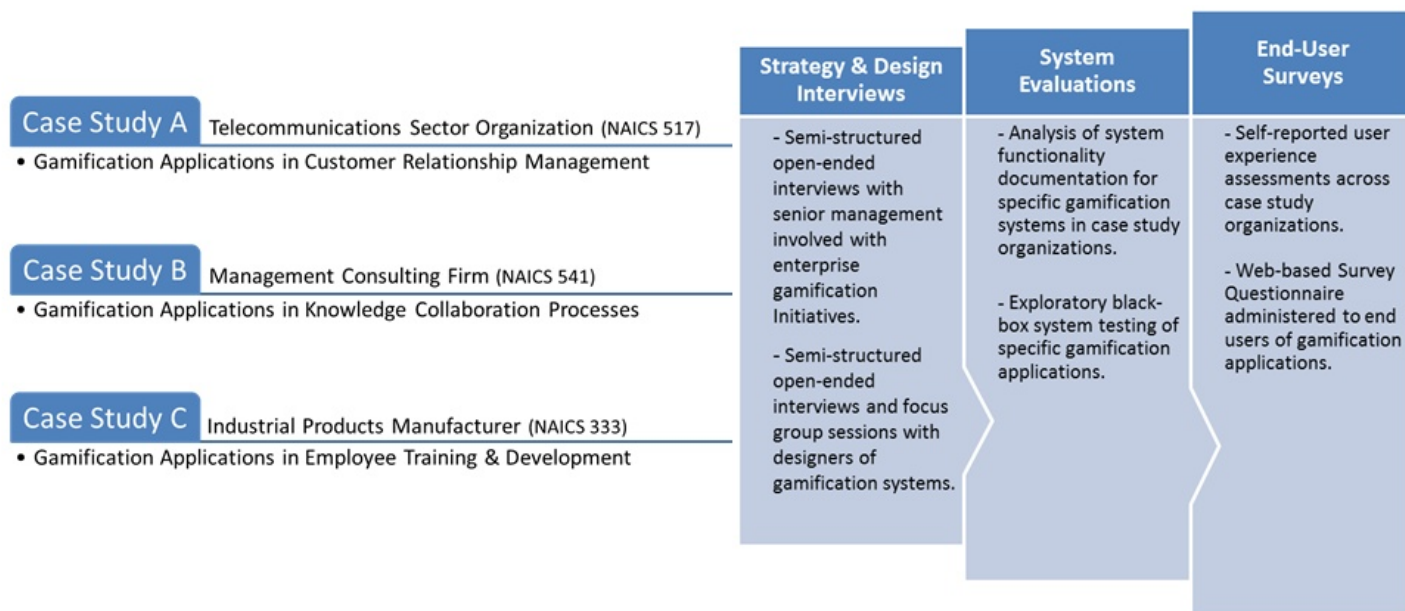 Case Study A Telecommunications Sector Organization (NAICS 517)
• Gamification Applications in Customer Relationship Management
Case Study B Management Consulting Firm (NAICS 541)
• Gamification Applications in Knowledge Collaboration Processes
Case Study C Industrial Products Manufacturer (NAICS 333)
• Gamification Applications in Employee Training & Development
Strategy & Design
Interviews
- Semi-structured
open-ended
interviews with
senior management
involved with
enterprise
gamification
Initiatives.
- Semi-structured
open-ended
interviews and focus
group sessions with
designers of
gamification systems.
System
Evaluations
- Analysis of system
functionality
documentation for
specific gamification
systems in case study
organizations.
- Exploratory black-
box system testing of
specific gamification
applications.
End-User
Surveys
- Self-reported user
experience
assessments across
case study
organizations.
- Web-based Survey
Questionnaire
administered to end
users of gamification
applications.